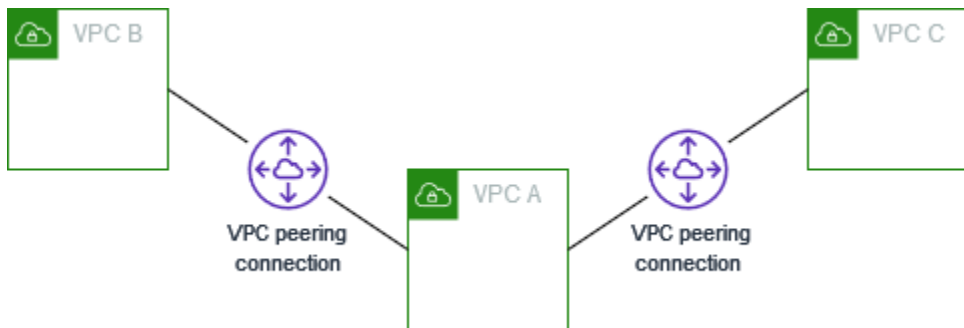 VPC B
VPC C
VPC A
VPC peering
connection
VPC peering
connection